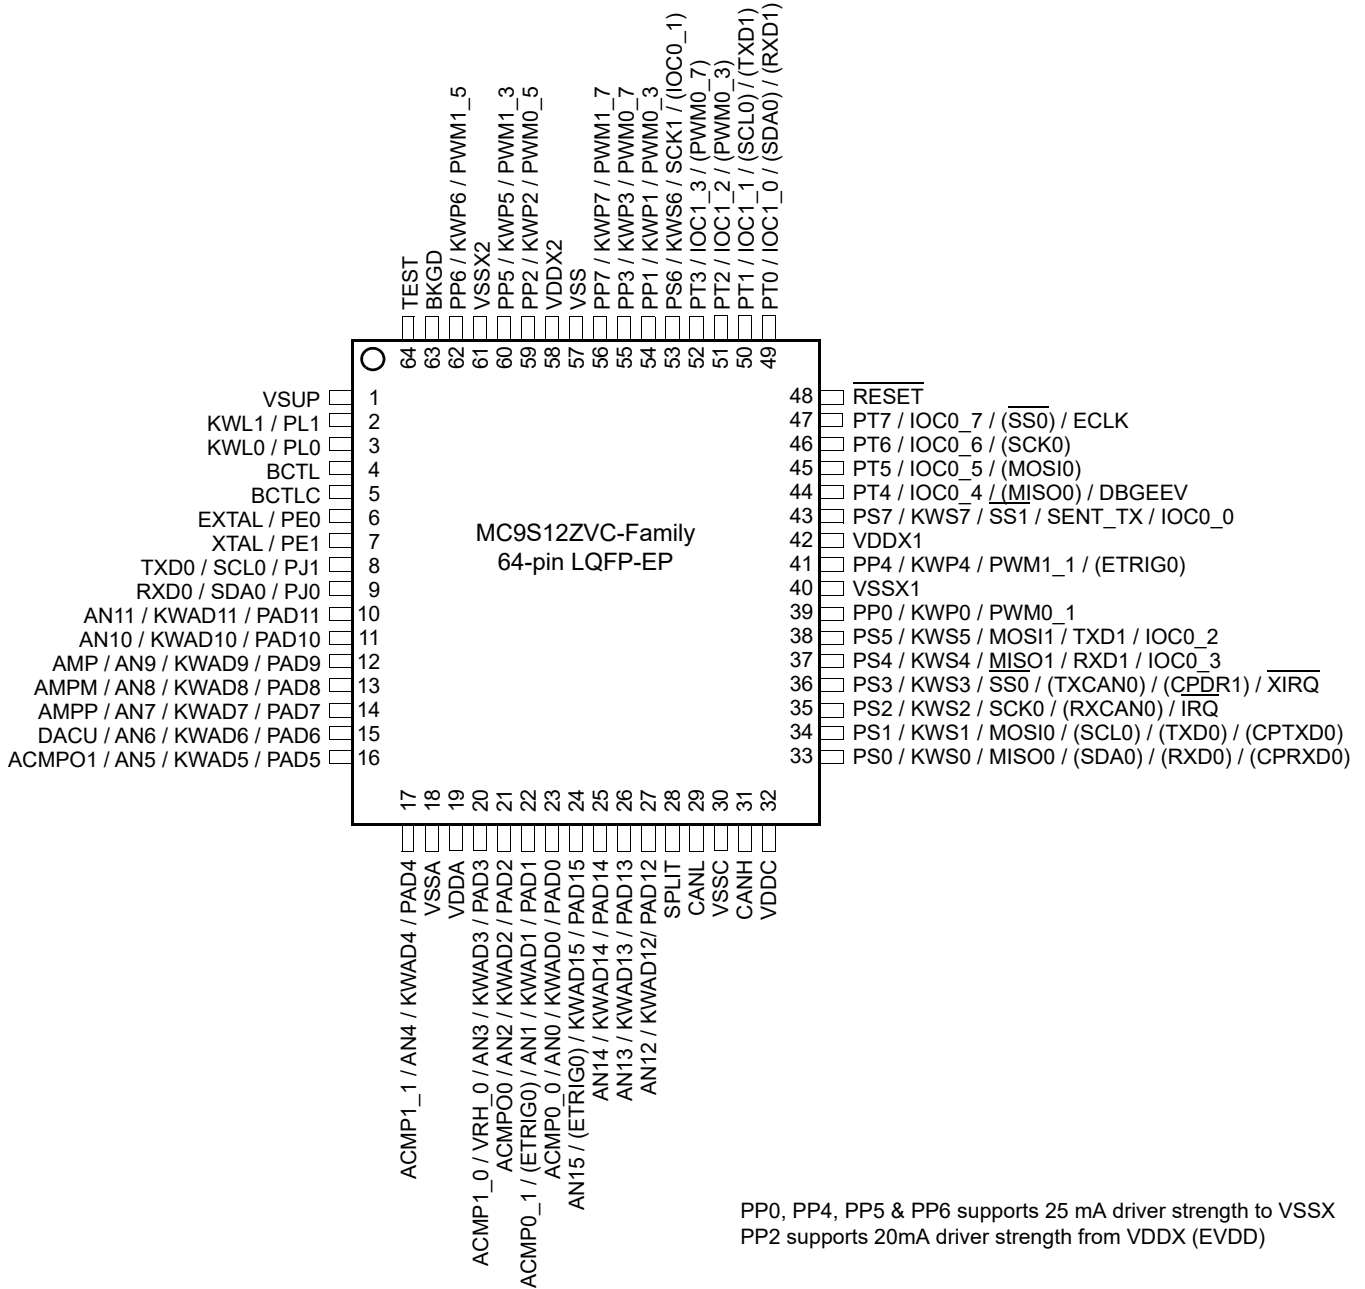 TEST
BKGD
PP6 / KWP6 / PWM1_5
VSSX2
PP5 / KWP5 / PWM1_3
PP2 / KWP2 / PWM0_5
VDDX2
VSS
PP7 / KWP7 / PWM1_7
PP3 / KWP3 / PWM0_7
PP1 / KWP1 / PWM0_3
PS6 / KWS6 / SCK1 / (IOC0_1)
PT3 / IOC1_3 / (PWM0_7)
PT2 / IOC1_2 / (PWM0_3)
PT1 / IOC1_1 / (SCL0) / (TXD1)
PT0 / IOC1_0 / (SDA0) / (RXD1)
64
63
62
61
60
59
58
57
56
55
54
53
52
51
50
49
VSUP 1
KWL1 / PL1 2
KWL0 / PL0 3
BCTL 4
BCTLC 5
EXTAL / PE0 6
XTAL / PE1 7
TXD0 / SCL0 / PJ1 8
RXD0 / SDA0 / PJ0 9
AN11 / KWAD11 / PAD11 10
AN10 / KWAD10 / PAD10 11
AMP / AN9 / KWAD9 / PAD9 12
AMPM / AN8 / KWAD8 / PAD8 13
AMPP / AN7 / KWAD7 / PAD7 14
DACU / AN6 / KWAD6 / PAD6 15
ACMPO1 / AN5 / KWAD5 / PAD5 16
MC9S12ZVC-Family
64-pin LQFP-EP
48 RESET
47 PT7 / IOC0_7 / (SS0) / ECLK
46 PT6 / IOC0_6 / (SCK0)
45 PT5 / IOC0_5 / (MOSI0)
44 PT4 / IOC0_4 / (MISO0) / DBGEEV
43 PS7 / KWS7 / SS1 / SENT_TX / IOC0_0
42 VDDX1
41 PP4 / KWP4 / PWM1_1 / (ETRIG0)
40 VSSX1
39 PP0 / KWP0 / PWM0_1
38 PS5 / KWS5 / MOSI1 / TXD1 / IOC0_2
37 PS4 / KWS4 / MISO1 / RXD1 / IOC0_3
36 PS3 / KWS3 / SS0 / (TXCAN0) / (CPDR1) / XIRQ
35 PS2 / KWS2 / SCK0 / (RXCAN0) / IRQ
34 PS1 / KWS1 / MOSI0 / (SCL0) / (TXD0) / (CPTXD0)
33 PS0 / KWS0 / MISO0 / (SDA0) / (RXD0) / (CPRXD0)
17
18
19
20
21
22
23
24
25
26
27
28
29
30
31
32
ACMP1_1 / AN4 / KWAD4 / PAD4
VSSA
VDDA
ACMP1_0 / VRH_0 / AN3 / KWAD3 / PAD3
ACMPO0 / AN2 / KWAD2 / PAD2
ACMP0_1 / (ETRIG0) / AN1 / KWAD1 / PAD1
ACMP0_0 / AN0 / KWAD0 / PAD0
AN15 / (ETRIG0) / KWAD15 / PAD15
AN14 / KWAD14 / PAD14
AN13 / KWAD13 / PAD13
AN12 / KWAD12/ PAD12
SPLIT
CANL
VSSC
CANH
VDDC
PP0, PP4, PP5 & PP6 supports 25 mA driver strength to VSSX
PP2 supports 20mA driver strength from VDDX (EVDD)